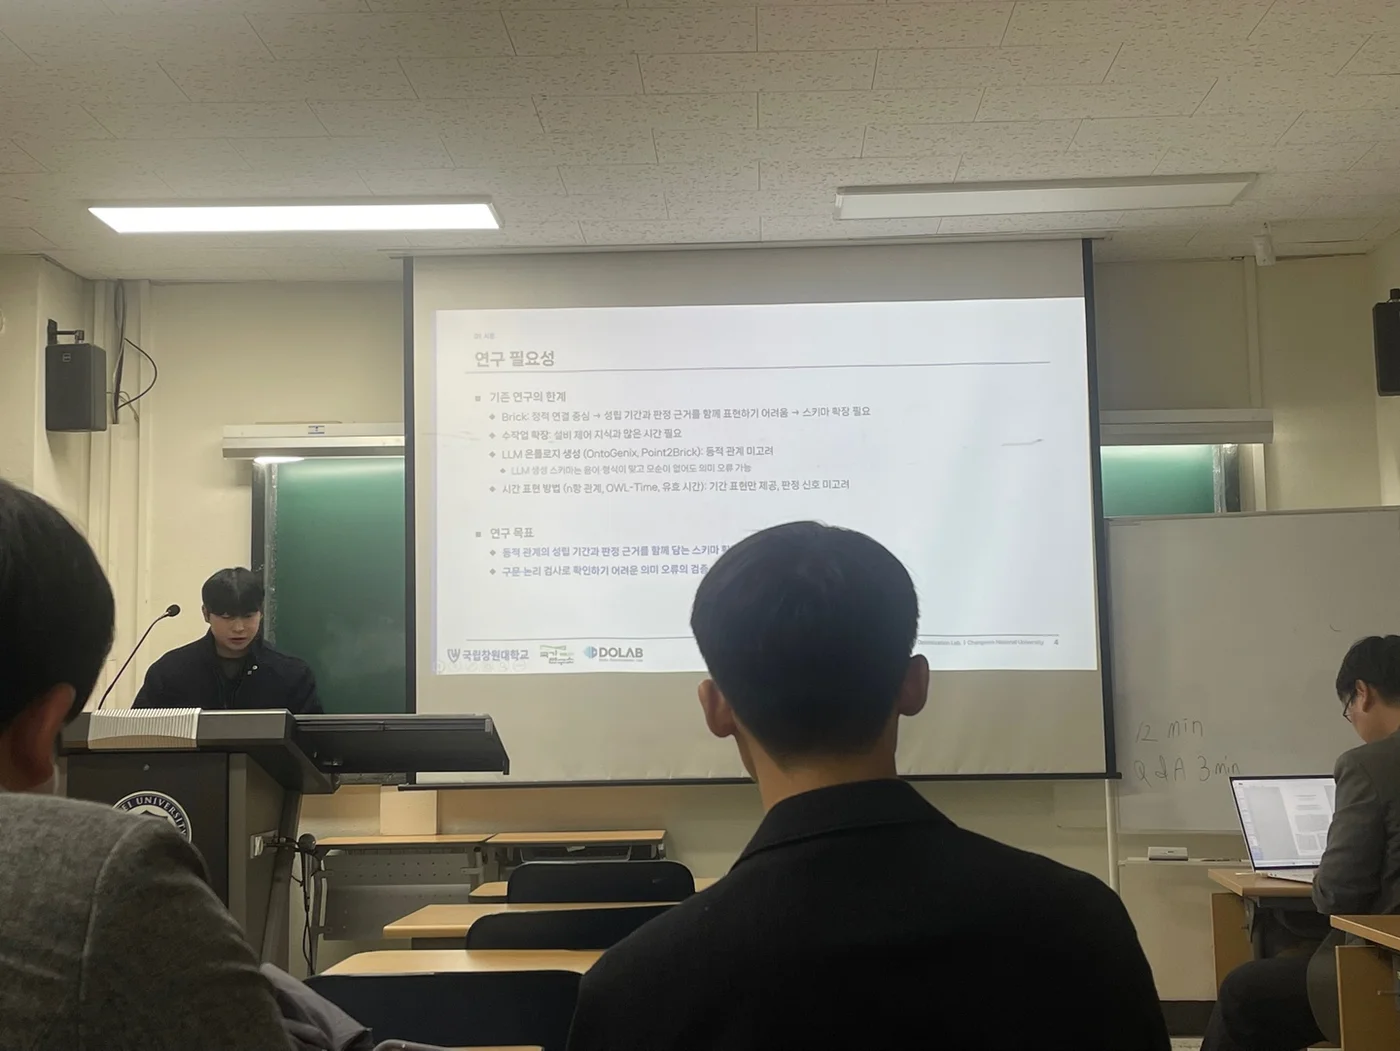 연구 필요성
기존 연구의 한계
Brick: 정적 연결 중심 → 성립 기간과 판정 근거를 함께 표현하기 어려움 → 스키마 확장 필요
수작업 확장: 설비 제어 지식과 많은 시간 필요
LLM 온톨로지 생성 (OntoGenix, Point2Brick): 동적 관계 미고려
LLM 생성 스키마는 형식이 맞고 모순이 없어도 의미 오류 가능
시간 표현 방법 (n항 관계, OWL-Time, 유효 시간): 기간 표현만 제공, 판정 신호 미고려
연구 목표
동적 관계의 성립 기간과 판정 근거를 함께 담는 스키마
구문·논리 검사로 확인하기 어려운 의미 오류의 검증
국립창원대학교
DOLAB
Optimization Lab. | Changwon National University
4
12 min
Q&A 3min
EI UNIVERSITY